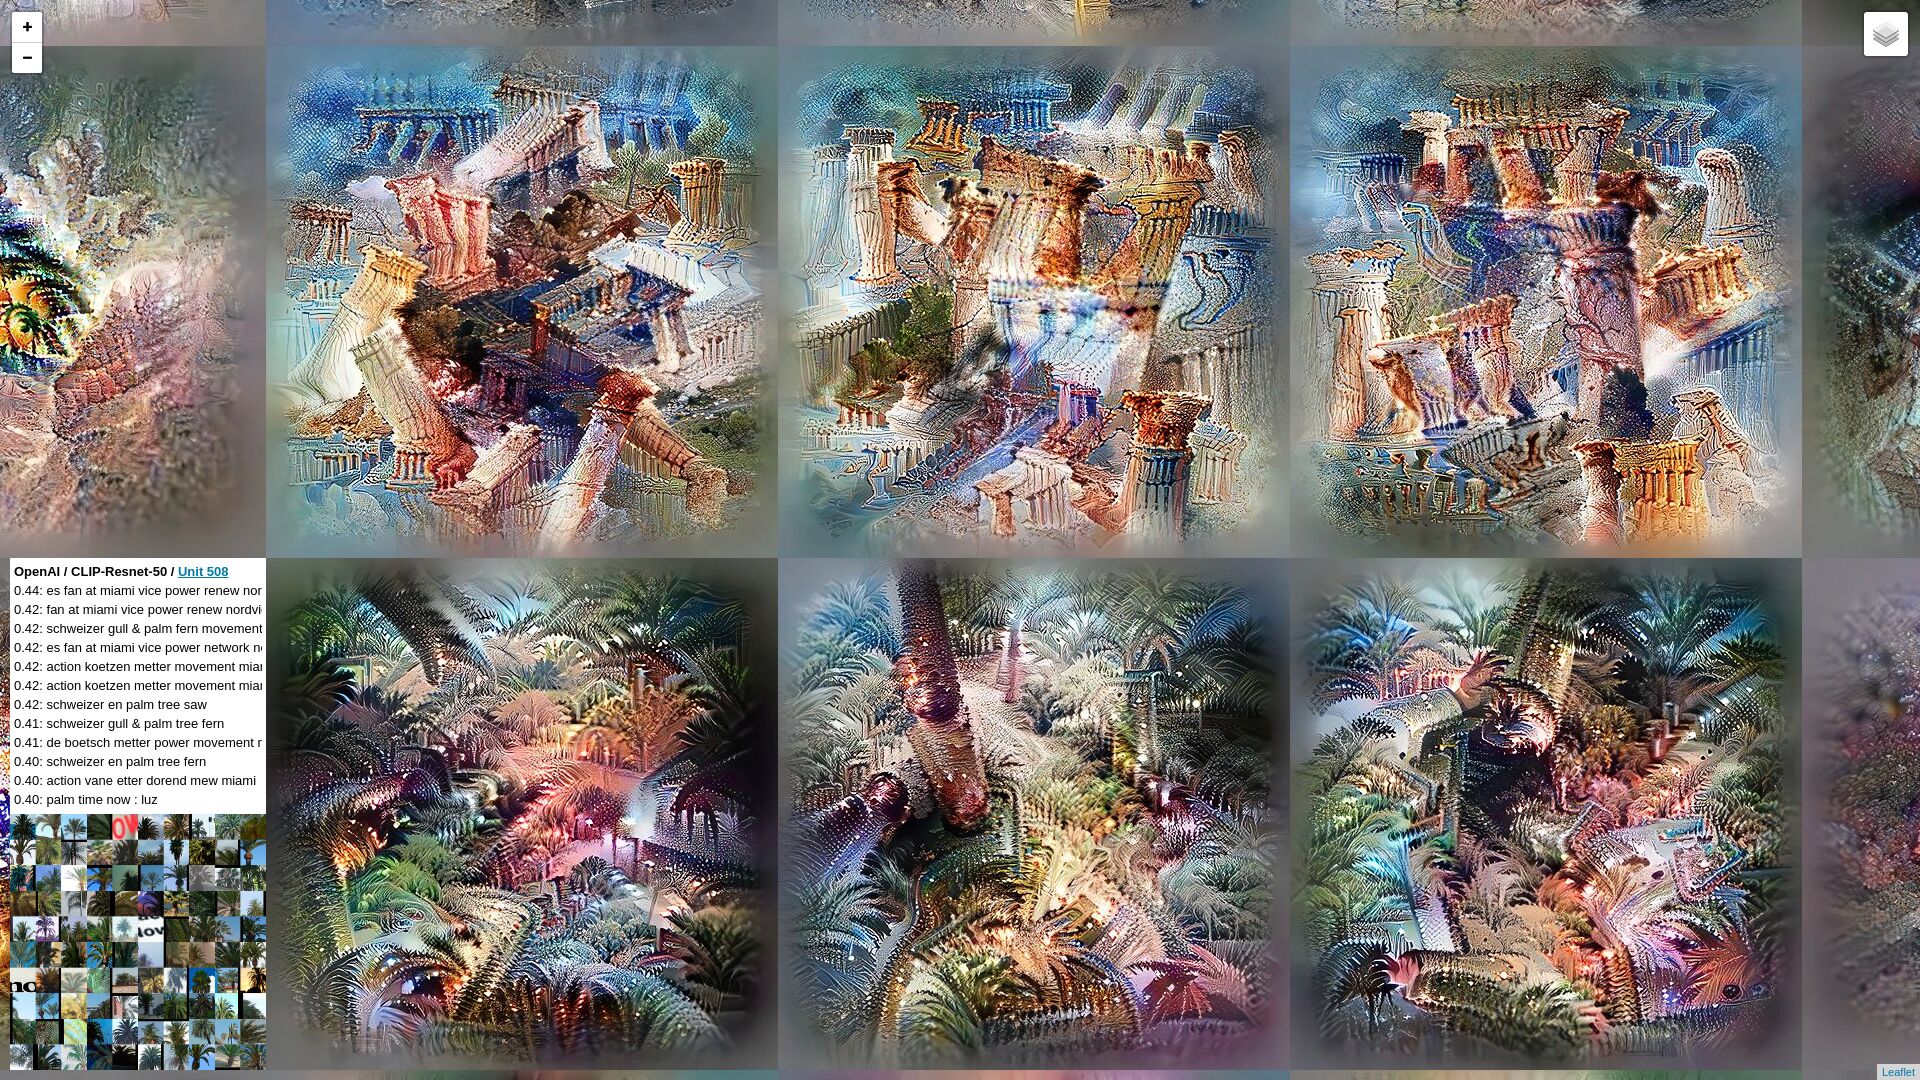 +
−
OpenAI / CLIP-Resnet-50 / Unit 508
0.44: es fan at miami vice power renew nor
0.42: fan at miami vice power renew nordvi
0.42: schweizer gull & palm fern movement
0.42: es fan at miami vice power network n
0.42: action koetzen metter movement miar
0.42: action koetzen metter movement miar
0.42: schweizer en palm tree saw
0.41: schweizer gull & palm tree fern
0.41: de boetsch metter power movement r
0.40: schweizer en palm tree fern
0.40: action vane etter dorend mew miami
0.40: palm time now : luz
Leaflet